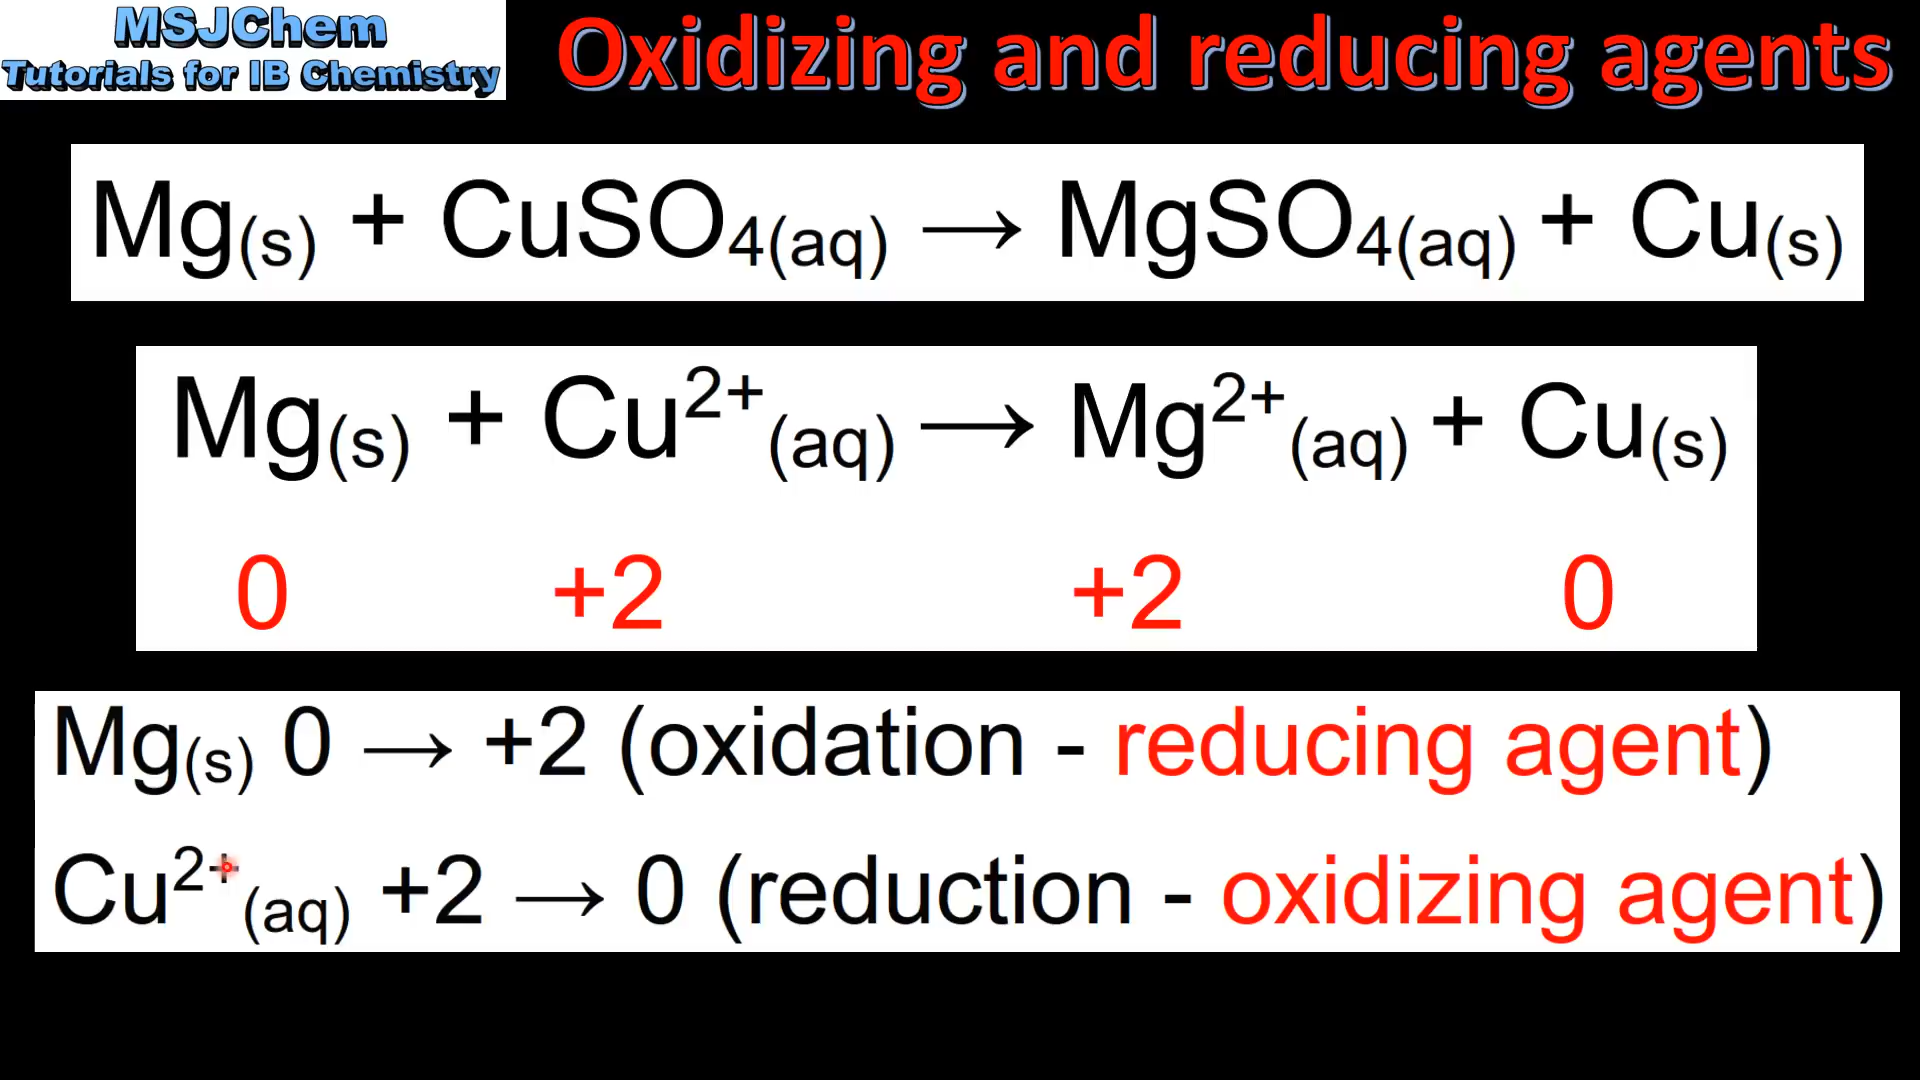 MSJChem
Tutorials for IB Chemistry
Oxidizing and reducing agents
Mg(s) + CuSO4(aq) → MgSO4(aq) + Cu(s)
Mg(s) + Cu2+(aq) → Mg2+(aq) + Cu(s)
0 +2 +2 0
Mg(s) 0 → +2 (oxidation - reducing agent)
Cu2+(aq) +2 → 0 (reduction - oxidizing agent)